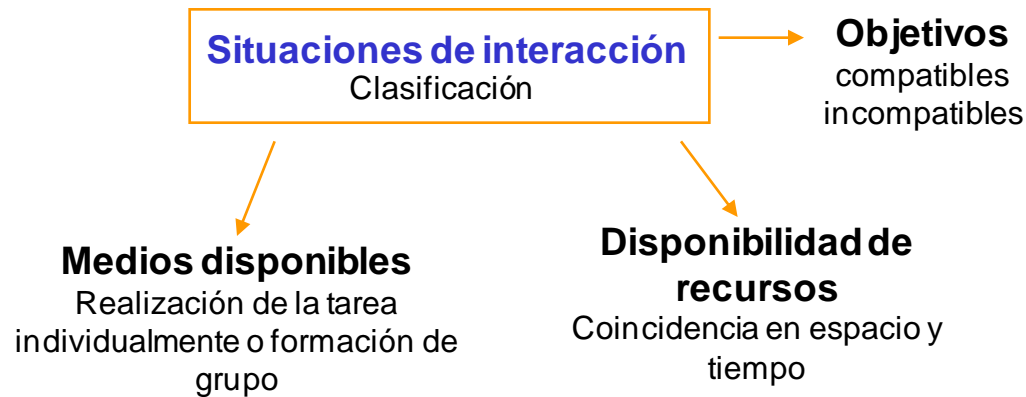 Situaciones de interacción
Clasificación
Objetivos
compatibles
incompatibles
Medios disponibles
Realización de la tarea
individualmente o formación de
grupo
Disponibilidad de
recursos
Coincidencia en espacio y
tiempo